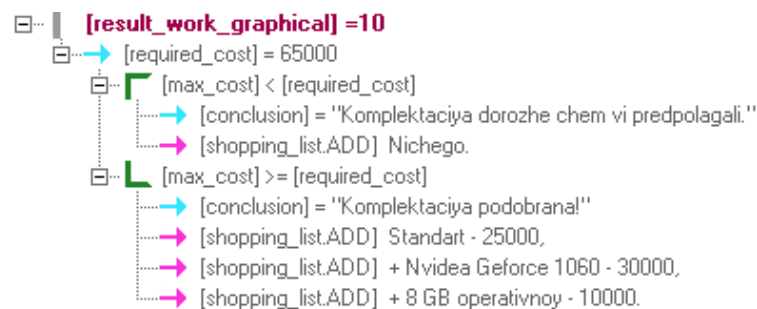 [result_work_graphical] =10
[required_cost] = 65000
[max_cost] < [required_cost]
[conclusion] = "Komplektaciya dorozhe chem vi predpolagali."
[shopping_list.ADD] Nichego.
[max_cost] >= [required_cost]
[conclusion] = "Komplektaciya podobrana!"
[shopping_list.ADD] Standart - 25000,
[shopping_list.ADD] + Nvidea Geforce 1060 - 30000,
[shopping_list.ADD] + 8 GB operativnoy - 10000.